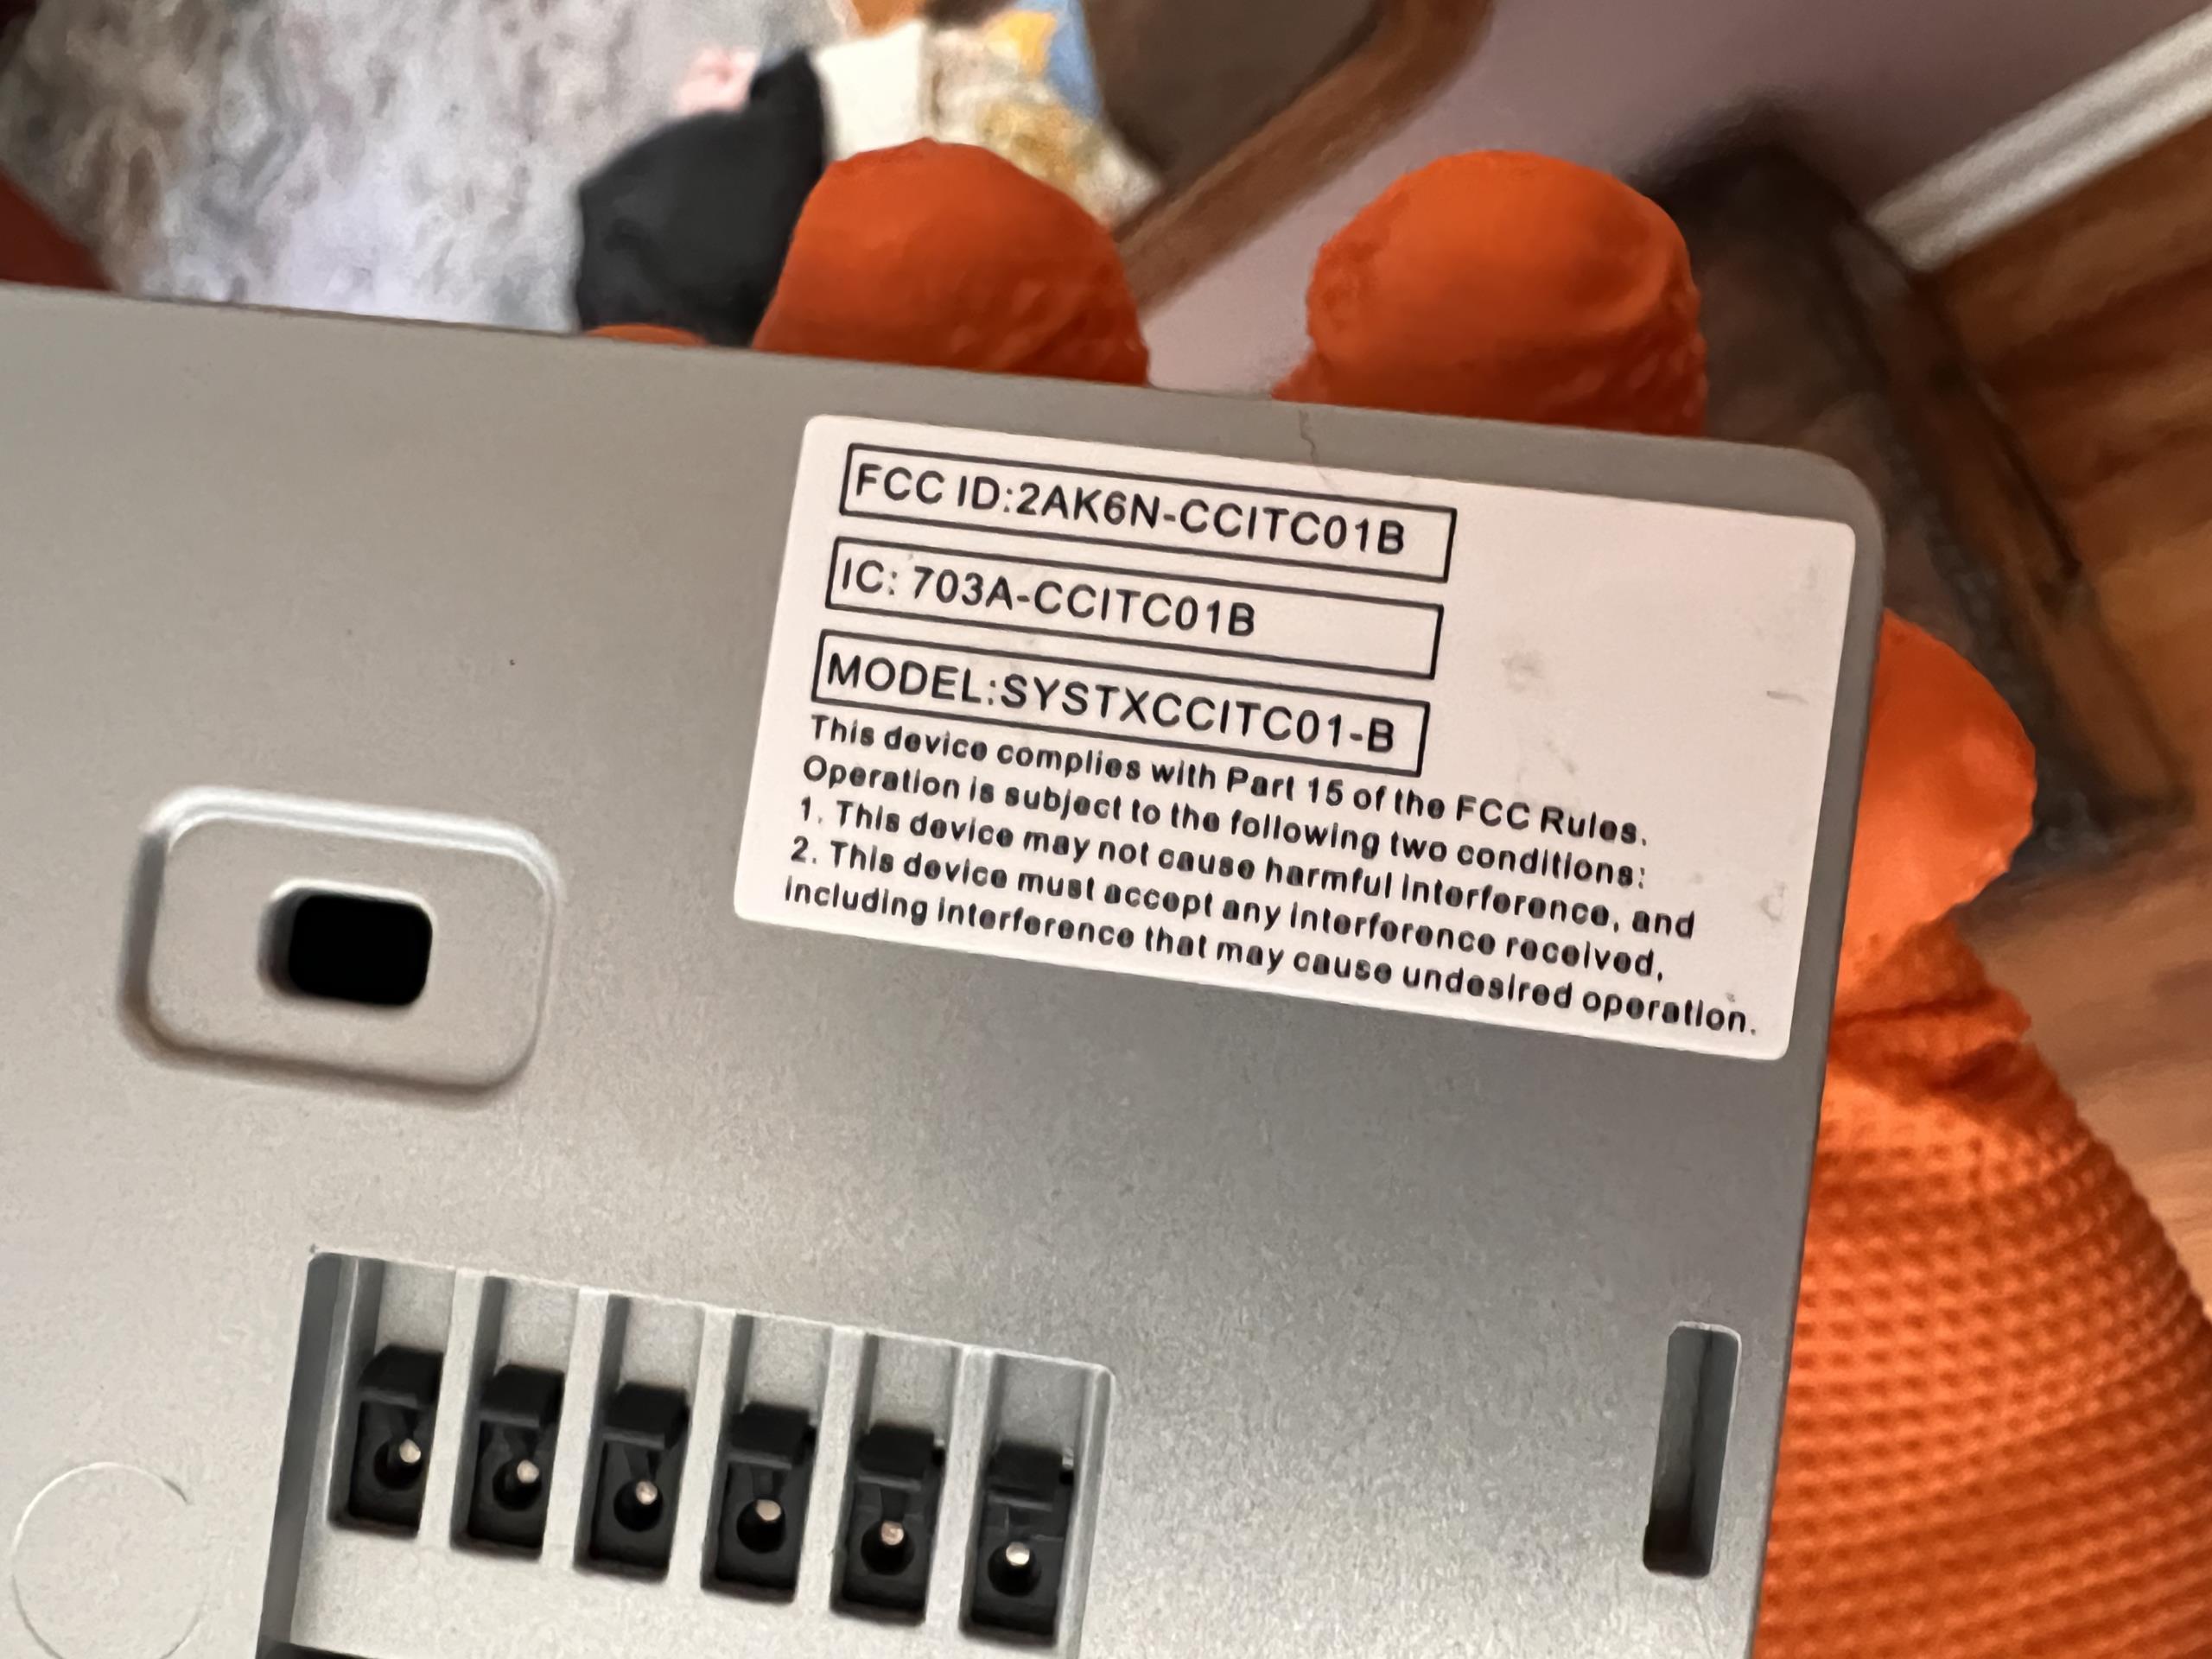 FCC ID:2AK6N-CCITC01B
IC: 703A-CCITC01B
MODEL:SYSTXCCITC01-B
This device complies with Part 15 of the FCC Rules.
Operation is subject to the following two conditions:
1. This device may not cause harmful interference, and
2. This device must accept any interference received,
including interference that may cause undesired operation.